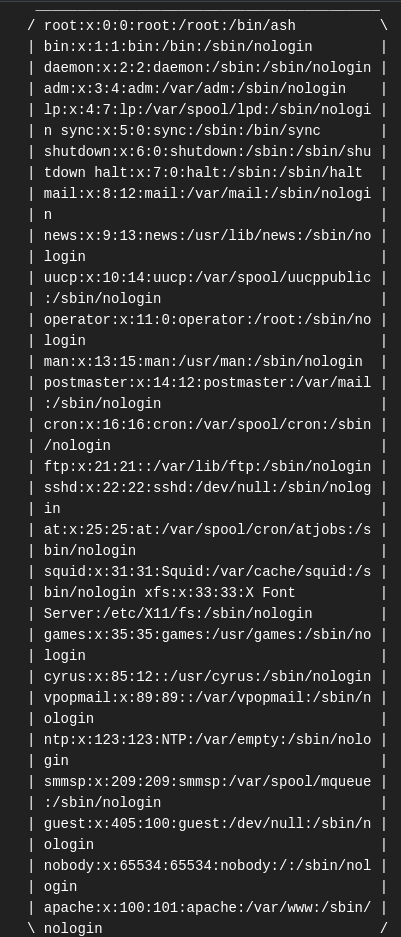 _________________________________________
/ root:x:0:0:root:/root:/bin/ash          \
| bin:x:1:1:bin:/bin:/sbin/nologin        |
| daemon:x:2:2:daemon:/sbin:/sbin/nologin |
| adm:x:3:4:adm:/var/adm:/sbin/nologin    |
| lp:x:4:7:lp:/var/spool/lpd:/sbin/nologi |
| n sync:x:5:0:sync:/sbin:/bin/sync       |
| shutdown:x:6:0:shutdown:/sbin:/sbin/shu |
| tdown halt:x:7:0:halt:/sbin:/sbin/halt  |
| mail:x:8:12:mail:/var/mail:/sbin/nologi |
| n                                       |
| news:x:9:13:news:/usr/lib/news:/sbin/no |
| login                                   |
| uucp:x:10:14:uucp:/var/spool/uucppublic |
| :/sbin/nologin                          |
| operator:x:11:0:operator:/root:/sbin/no |
| login                                   |
| man:x:13:15:man:/usr/man:/sbin/nologin  |
| postmaster:x:14:12:postmaster:/var/mail |
| :/sbin/nologin                          |
| cron:x:16:16:cron:/var/spool/cron:/sbin |
| /nologin                                |
| ftp:x:21:21::/var/lib/ftp:/sbin/nologin |
| sshd:x:22:22:sshd:/dev/null:/sbin/nolog |
| in                                      |
| at:x:25:25:at:/var/spool/cron/atjobs:/s |
| bin/nologin                             |
| squid:x:31:31:Squid:/var/cache/squid:/s |
| bin/nologin xfs:x:33:33:X Font          |
| Server:/etc/X11/fs:/sbin/nologin        |
| games:x:35:35:games:/usr/games:/sbin/no |
| login                                   |
| cyrus:x:85:12::/usr/cyrus:/sbin/nologin |
| vpopmail:x:89:89::/var/vpopmail:/sbin/n |
| ologin                                  |
| ntp:x:123:123:NTP:/var/empty:/sbin/nolo |
| gin                                     |
| smmsp:x:209:209:smmsp:/var/spool/mqueue |
| :/sbin/nologin                          |
| guest:x:405:100:guest:/dev/null:/sbin/n |
| ologin                                  |
| nobody:x:65534:65534:nobody:/:/sbin/nol |
| ogin                                    |
| apache:x:100:101:apache:/var/www:/sbin/ |
\ nologin                                 /